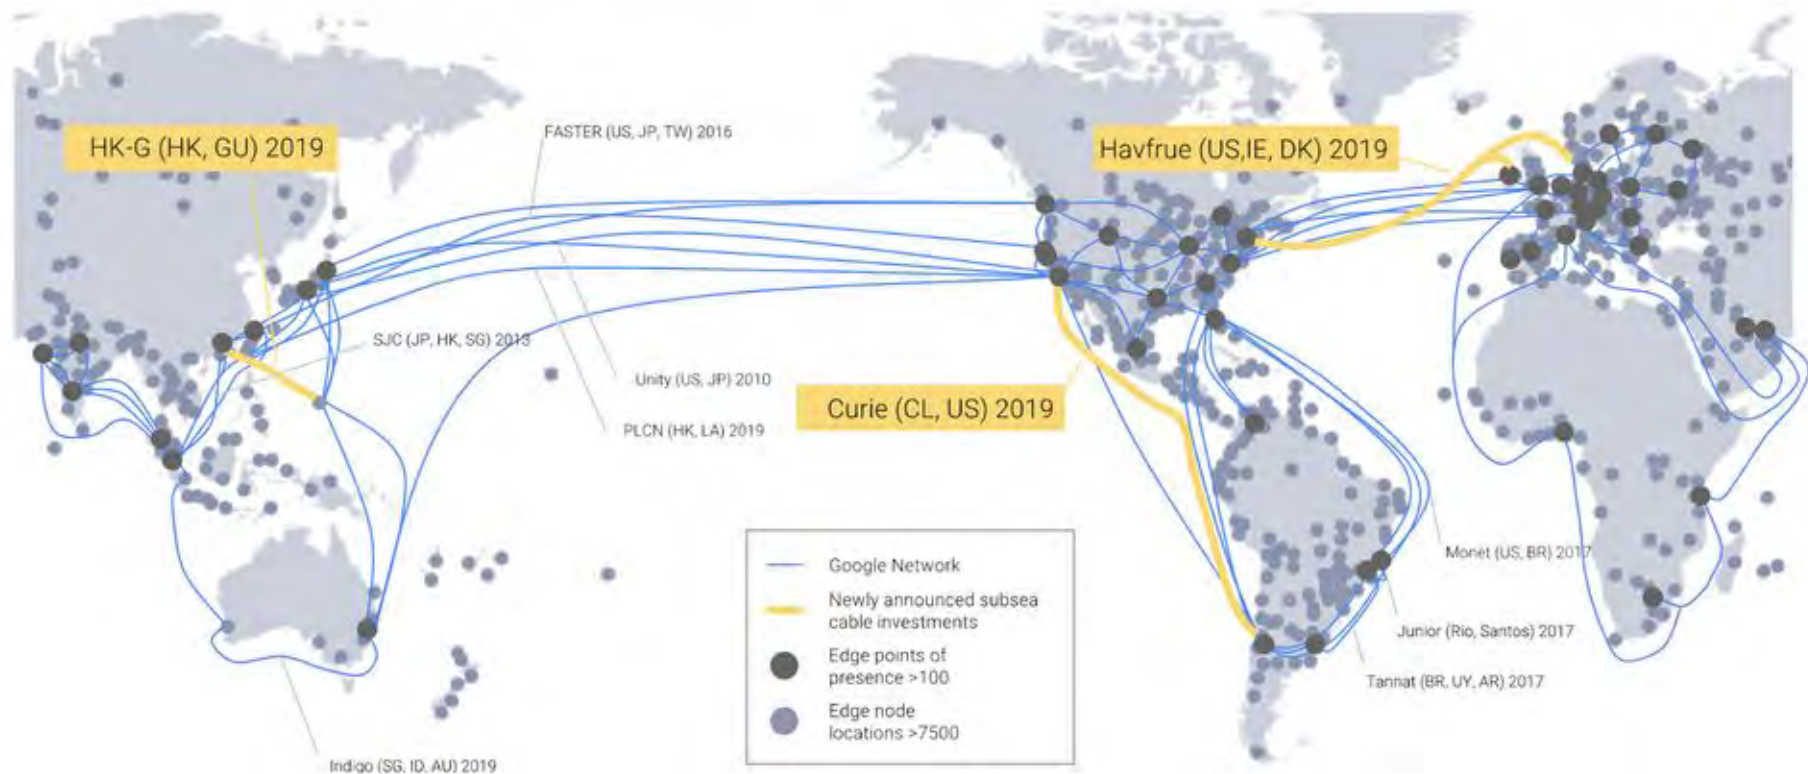 FASTER (US, JP, TW) 2016
HK-G (HK, GU) 2019
Havfrue (US,IE, DK) 2019
SJC (JP, HK, SG) 2013
Unity (US, JP) 2010
Curie (CL, US) 2019
PLCN (HK, LA) 2019
Google Network
Newly announced subsea
cable investments
Edge points of
presence >100
Edge node
locations >7500
Monet (US, BR) 2017
Junior (Rio, Santos) 2017
Tannat (BR, UY, AR) 2017
Indigo (SG, ID, AU) 2019